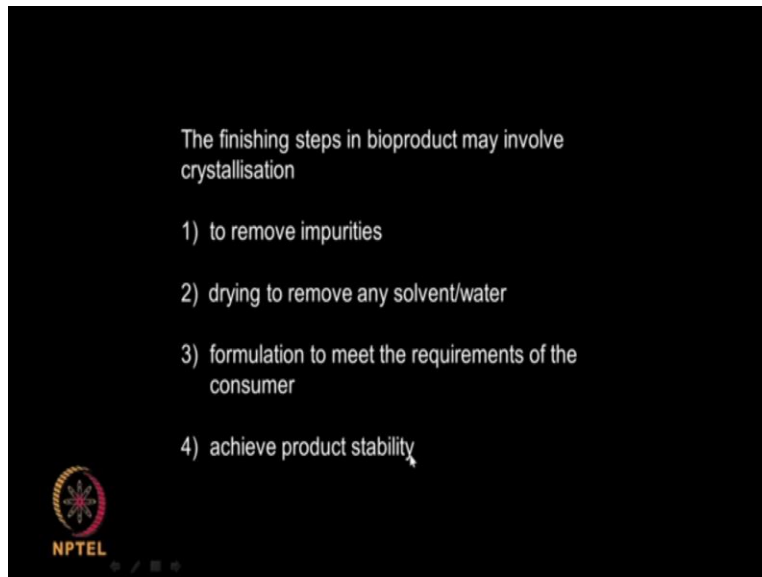 The finishing steps in bioproduct may involve
crystallisation
1) to remove impurities
2) drying to remove any solvent/water
3) formulation to meet the requirements of the
consumer
4) achieve product stability
NPTEL